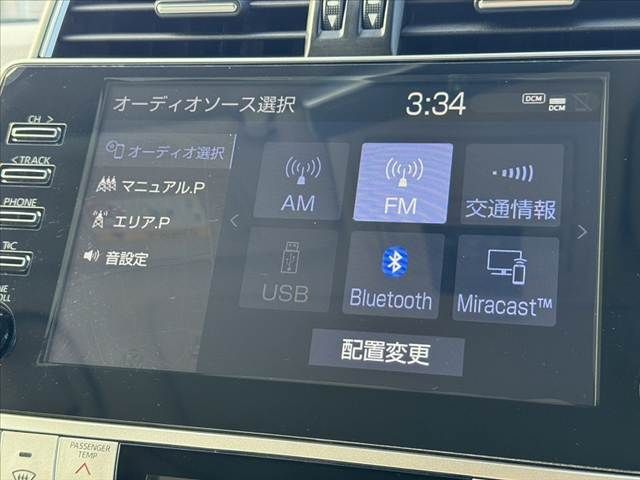 オーディオソース選択
3:34
DCM
DCM
CH >
オーディオ選択
AM
FM
交通情報
< TRACK
マニュアル.P
PHONE
エリア.P
音設定
USB
Bluetooth
Miracast™
配置変更
PASSENGER
TEMP